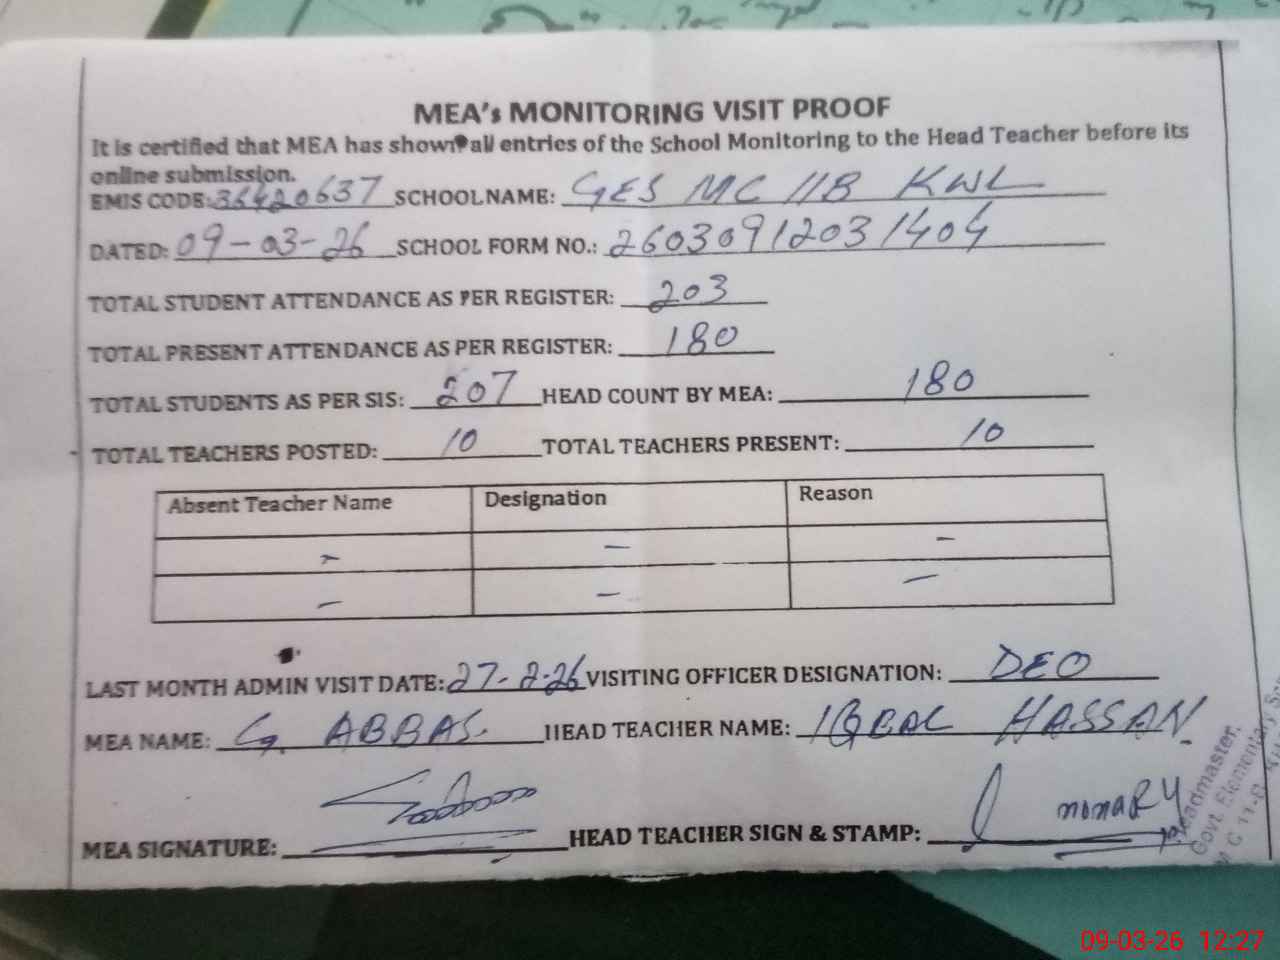 MEA's MONITORING VISIT PROOF
It is certified that MEA has shown all entries of the School Monitoring to the Head Teacher before its
online submission.
EMIS CODE: 36420637 SCHOOL NAME: GES MC 11B KWL
DATED: 09-03-26 SCHOOL FORM NO.: 26030912031404
TOTAL STUDENT ATTENDANCE AS PER REGISTER: 203
TOTAL PRESENT ATTENDANCE AS PER REGISTER: 180
TOTAL STUDENTS AS PER SIS: 207 HEAD COUNT BY MEA: 180
TOTAL TEACHERS POSTED: 10 TOTAL TEACHERS PRESENT: 10
Absent Teacher Name Designation Reason
- - -
- - -
LAST MONTH ADMIN VISIT DATE: 27-2-26 VISITING OFFICER DESIGNATION: DEO
MEA NAME: G. ABBAS. HEAD TEACHER NAME: IQBAL HASSAN
MEA SIGNATURE: HEAD TEACHER SIGN & STAMP:
Headmaster,
Govt. Elementary
M C 11-B
09-03-26 12:27